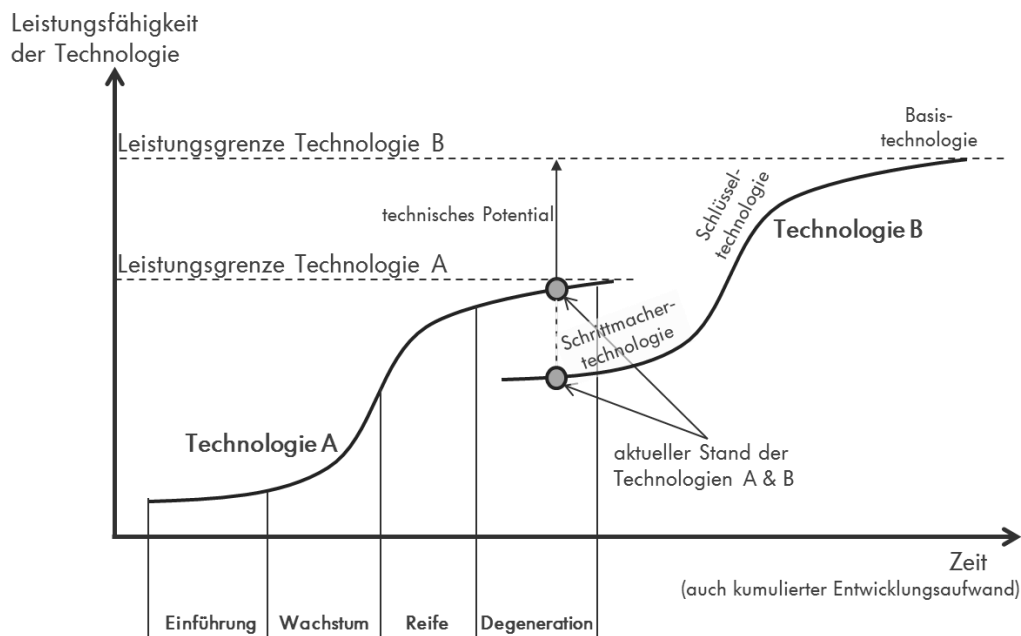 Leistungsfähigkeit
der Technologie
Basis-
technologie
Leistungsgrenze Technologie B
Schlüssel-
technologie
technisches Potential
Technologie B
Leistungsgrenze Technologie A
Schrittmacher-
technologie
Technologie A
aktueller Stand der
Technologien A & B
Zeit
(auch kumulierter Entwicklungsaufwand)
Einführung
Wachstum
Reife
Degeneration